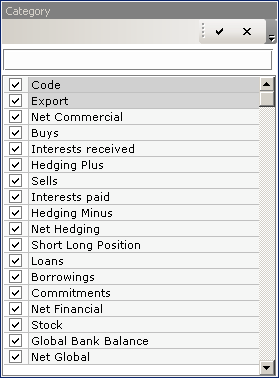 Category
Code
Export
Net Commercial
Buys
Interests received
Hedging Plus
Sells
Interests paid
Hedging Minus
Net Hedging
Short Long Position
Loans
Borrowings
Commitments
Net Financial
Stock
Global Bank Balance
Net Global